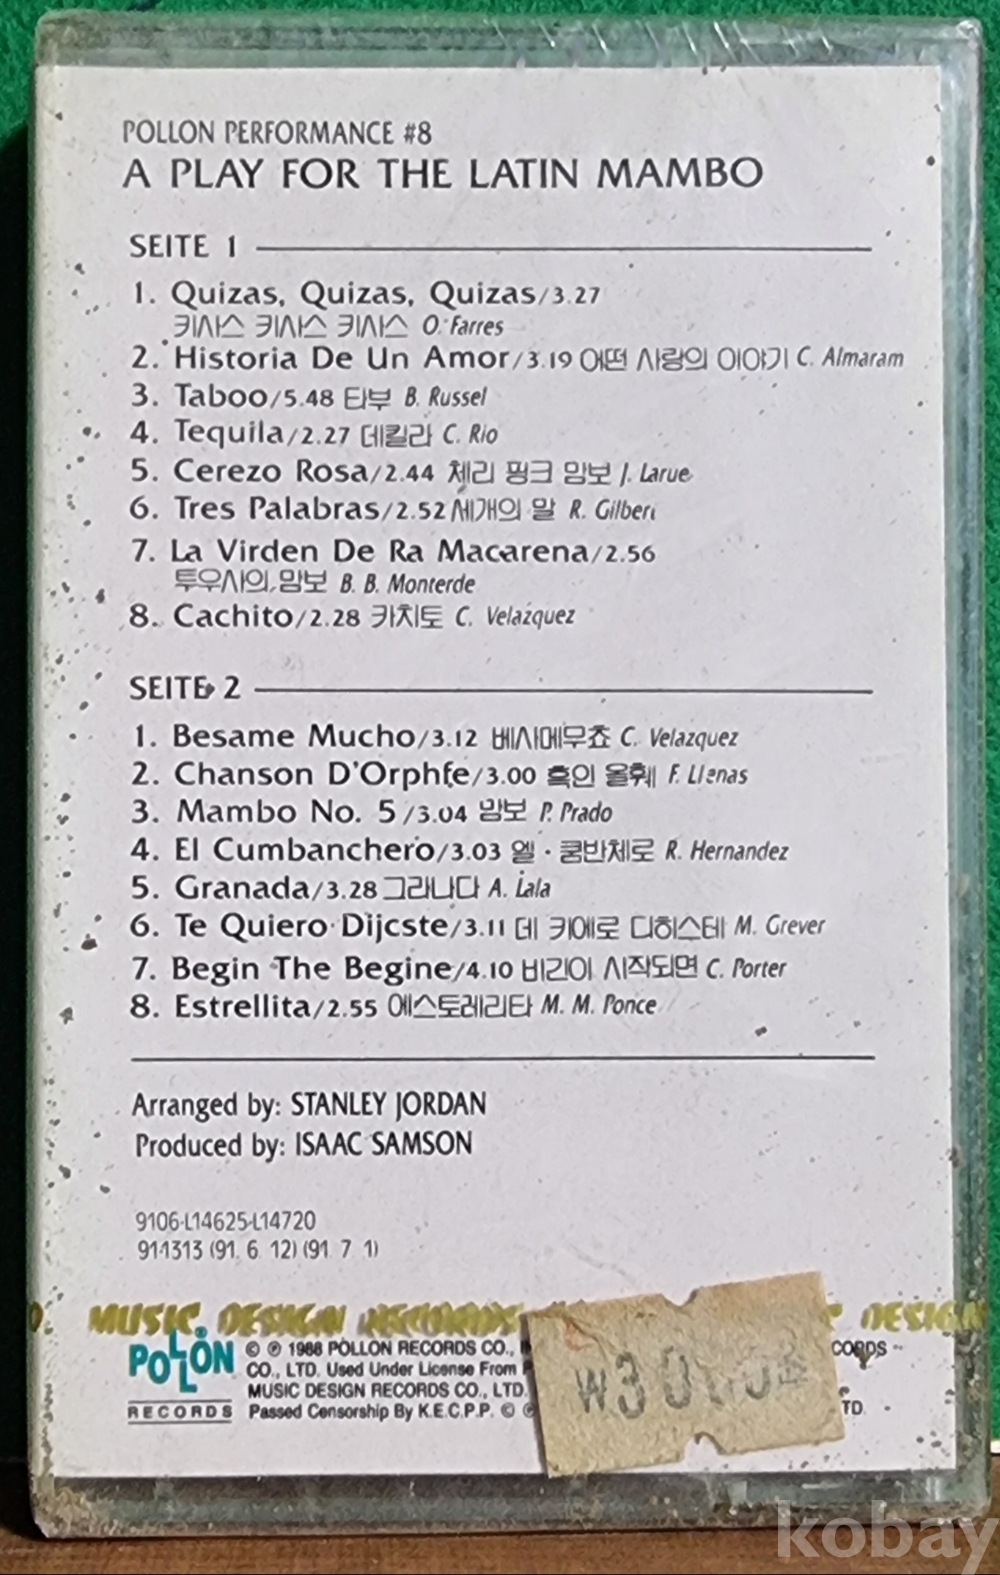 POLLON PERFORMANCE #8
A PLAY FOR THE LATIN MAMBO
SEITE 1
1. Quizas, Quizas, Quizas/3.27
키사스 키사스 키사스 O. Farres
2. Historia De Un Amor/3.19 어떤 사랑의 이야기 C. Almaram
3. Taboo/5.48 타부 B. Russel
4. Tequila/2.27 데킬라 C. Rio
5. Cerezo Rosa/2.44 체리 핑크 맘보 J. Larue
6. Tres Palabras/2.52 세개의 말 R. Gilbert
7. La Virden De Ra Macarena/2.56
투우사의 맘보 B. B. Monterde
8. Cachito/2.28 카치토 C. Velazquez
SEITE 2
1. Besame Mucho/3.12 베사메무쵸 C. Velazquez
2. Chanson D'Orphfe/3.00 흑인 올훼 F. Llenas
3. Mambo No. 5/3.04 맘보 P. Prado
4. El Cumbanchero/3.03 엘·쿰반체로 R. Hernandez
5. Granada/3.28 그라나다 A. Lala
6. Te Quiero Dijcste/3.11 데 키에로 디히스테 M. Grever
7. Begin The Begine/4.10 비긴이 시작되면 C. Porter
8. Estrellita/2.55 에스토레리타 M. M. Ponce
Arranged by: STANLEY JORDAN
Produced by: ISAAC SAMSON
9106-L14625-L14720
911313 (91. 6. 12) (91. 7. 1)
MUSIC DESIGN RECORDS DESIGN
POLLON © ℗ 1988 POLLON RECORDS CO., CORDS
CO., LTD. Used Under License From
MUSIC DESIGN RECORDS CO., LTD.
RECORDS Passed Censorship By K.E.C.P.P. © TD.
kobay